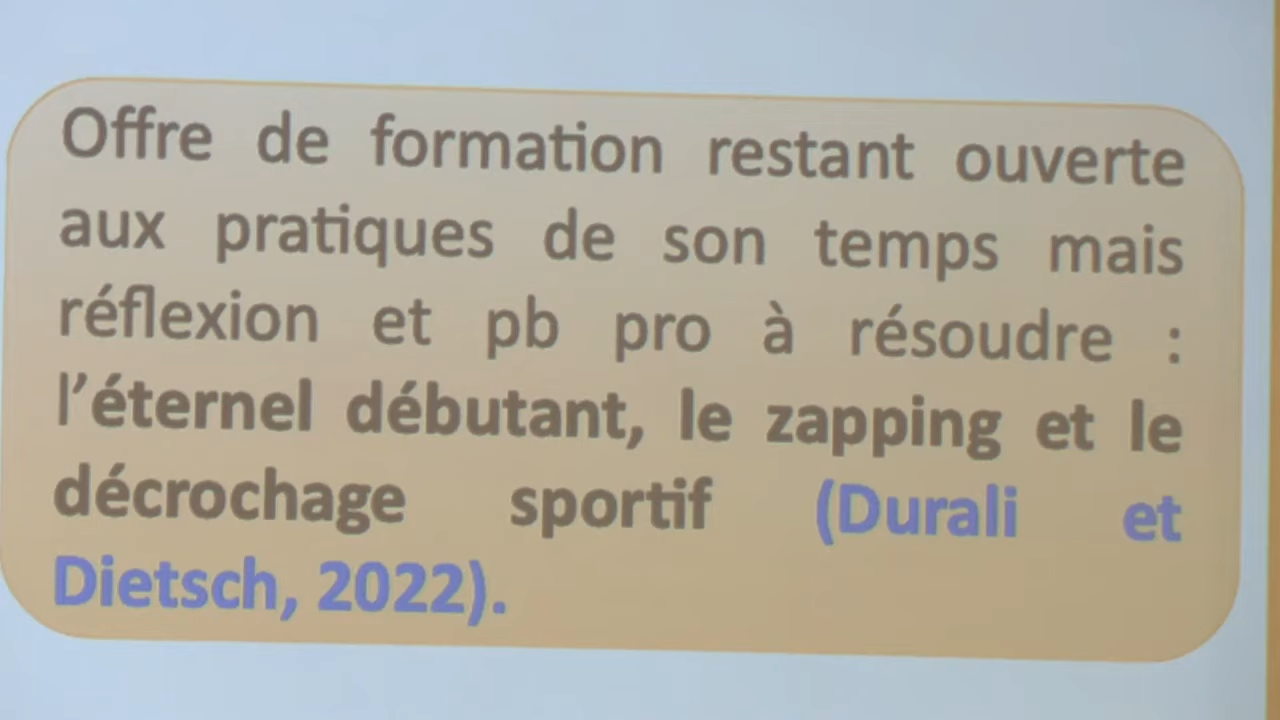 Offre de formation restant ouverte
aux pratiques de son temps mais
réflexion et pb pro à résoudre :
l’éternel débutant, le zapping et le
décrochage sportif (Durali et
Dietsch, 2022).